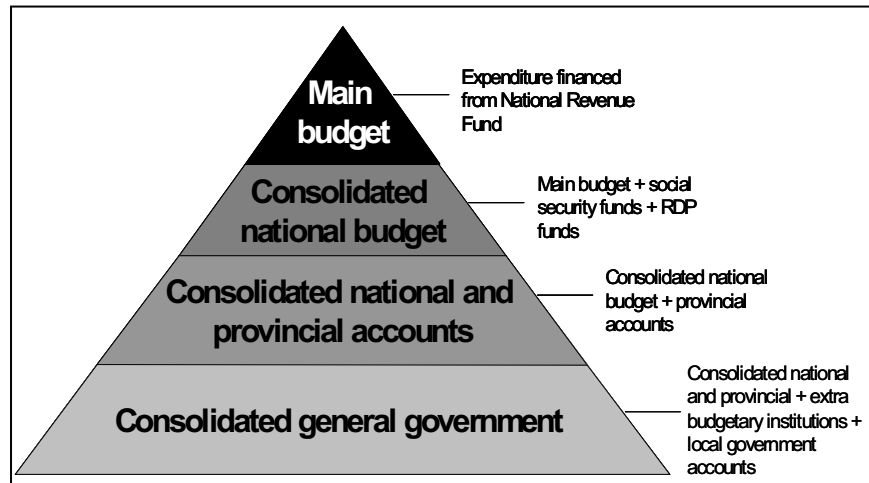 Main
budget
Expenditure financed
from National Revenue
Fund
Consolidated
national budget
Main budget + social
security funds + RDP
funds
Consolidated national and
provincial accounts
Consolidated national
budget + provincial
accounts
Consolidated general government
Consolidated national
and provincial + extra
budgetary institutions +
local government
accounts